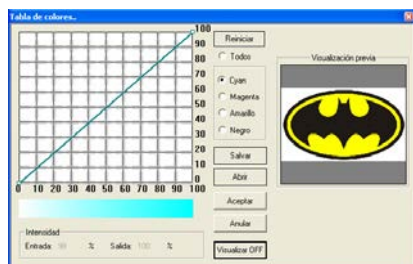 Tabla de colores..
100
90
80
70
60
50
40
30
20
10
0
0 10 20 30 40 50 60 70 80 90 100
Intensidad
Entrada: 98 % Salida: 100 %
Reiniciar
Todos
Cyan
Magenta
Amarillo
Negro
Salvar
Abrir
Aceptar
Anular
Visualizar OFF
Visualización previa